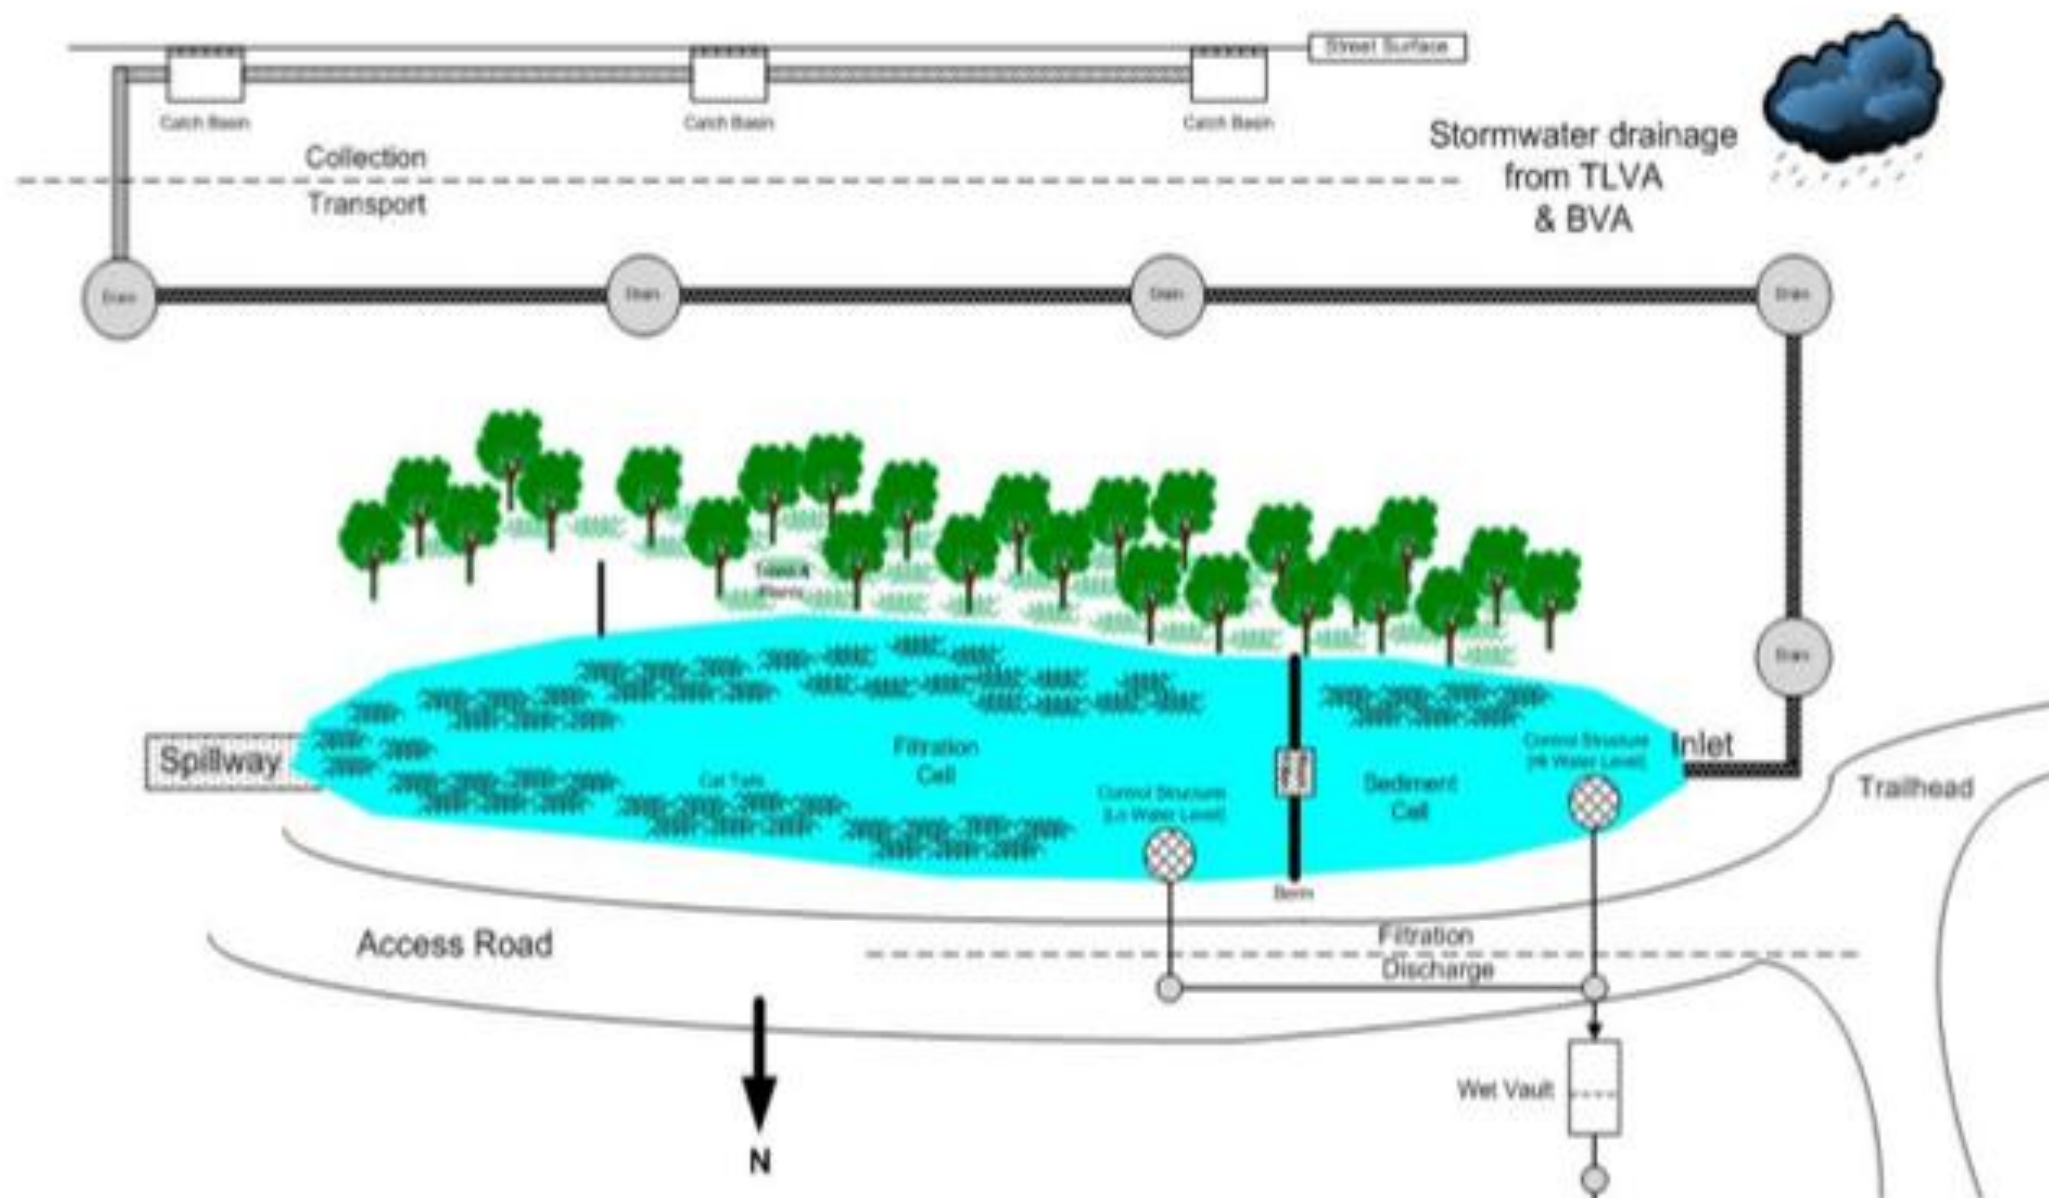 Street Surface
Catch Basin
Catch Basin
Catch Basin
Stormwater drainage
from TLVA
& BVA
Collection
Transport
Drain
Drain
Drain
Drain
Drain
Inlet
Spillway
Filtration
Cell
Cat Tails
Control Structure
[Lo Water Level]
Control Structure
[Hi Water Level]
Sediment
Cell
Trailhead
Berm
Access Road
Filtration
Discharge
Wet Vault
N